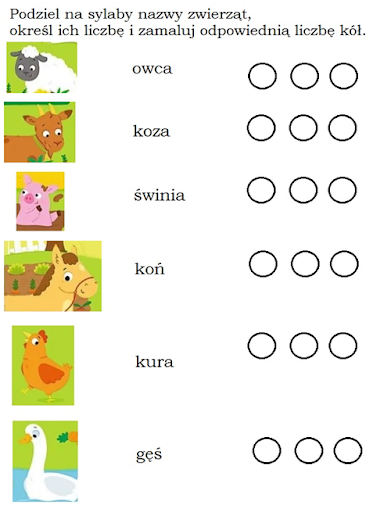 Podziel na sylaby nazwy zwierząt,
określ ich liczbę i zamaluj odpowiednią liczbę kół.
owca
koza
świnia
koń
kura
gęś